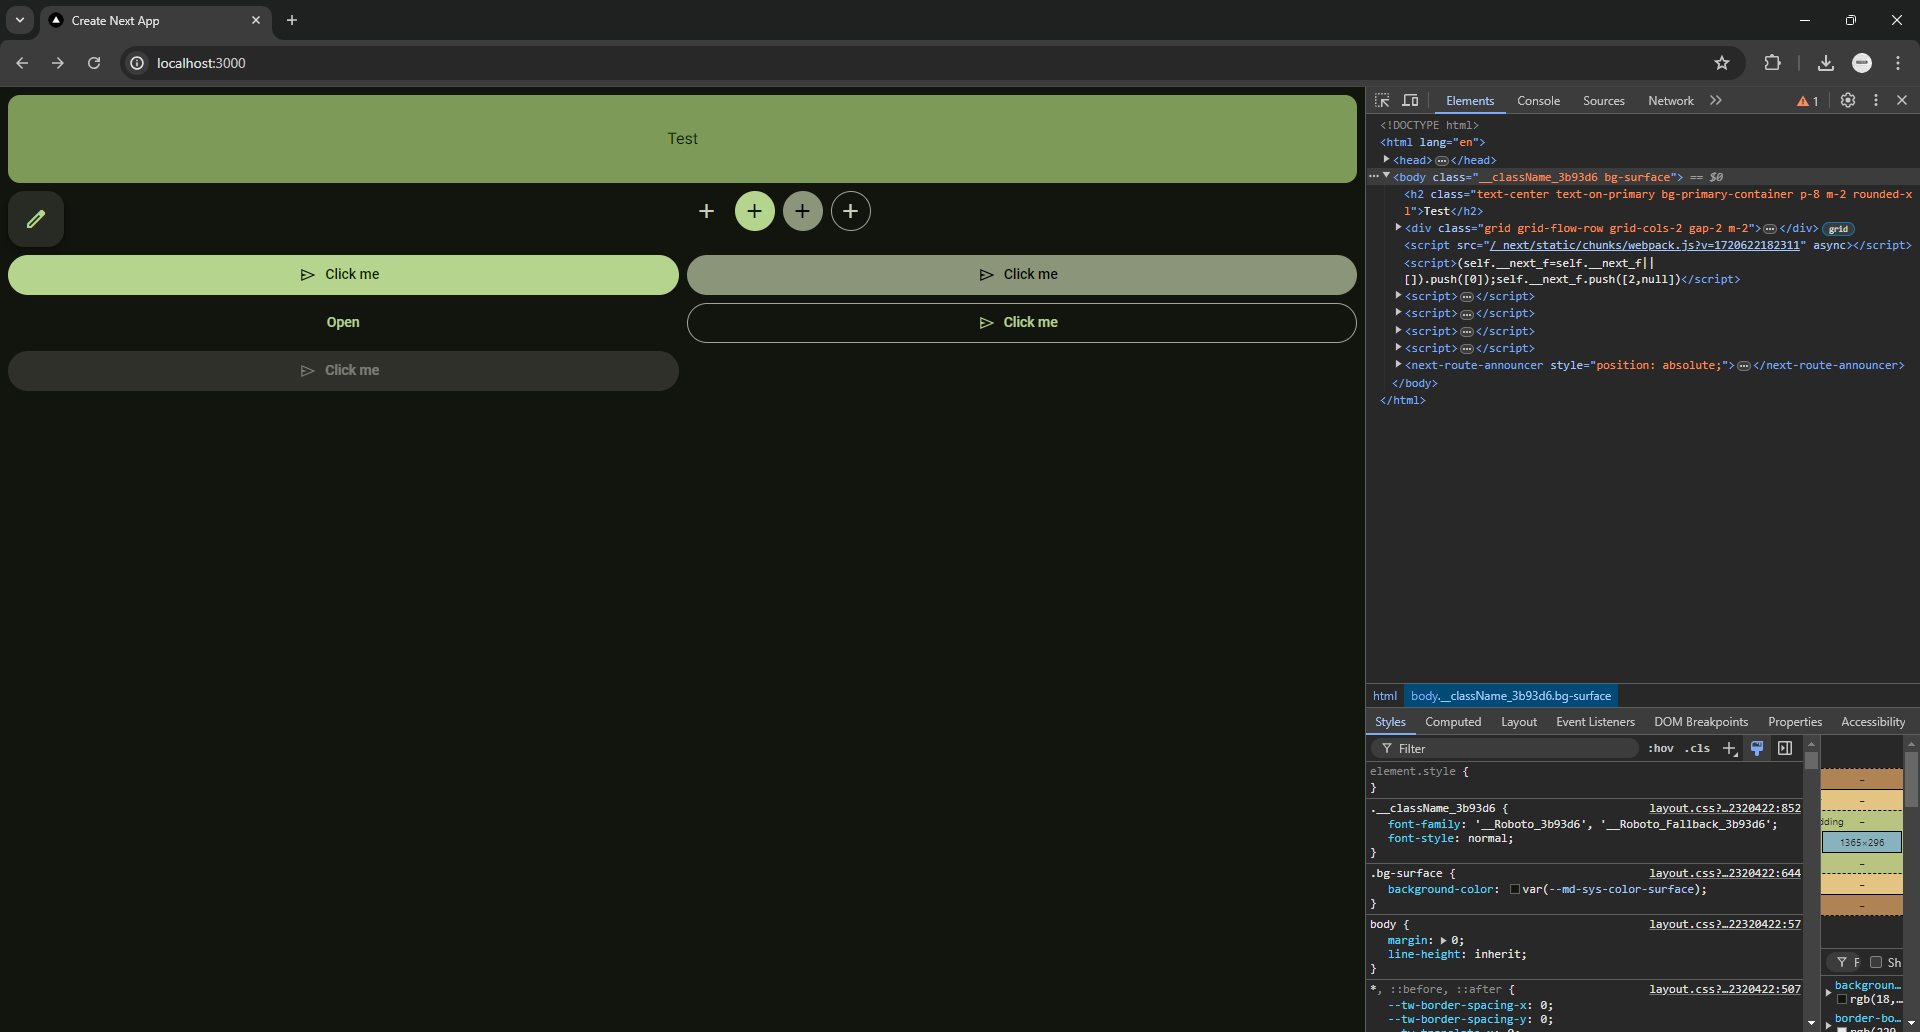 Create Next App
localhost:3000
Test
Click me
Click me
Open
Click me
Click me
Elements
Console
Sources
Network
1
<!DOCTYPE html>
<html lang="en">
<head> </head>
<body class="__className_3b93d6 bg-surface"> == $0
<h2 class="text-center text-on-primary bg-primary-container p-8 m-2 rounded-x
l">Test</h2>
<div class="grid grid-flow-row grid-cols-2 gap-2 m-2"> </div> grid
<script src="/_next/static/chunks/webpack.js?v=1720622182311" async></script>
<script>(self.__next_f=self.__next_f||
[]).push([0]);self.__next_f.push([2,null])</script>
<script> </script>
<script> </script>
<script> </script>
<script> </script>
<next-route-announcer style="position: absolute;"> </next-route-announcer>
</body>
</html>
html
body.__className_3b93d6.bg-surface
Styles
Computed
Layout
Event Listeners
DOM Breakpoints
Properties
Accessibility
Filter
:hov
.cls
element.style {
}
.__className_3b93d6 {
layout.css?…2320422:852
font-family: '__Roboto_3b93d6', '__Roboto_Fallback_3b93d6';
font-style: normal;
}
.bg-surface {
layout.css?…2320422:644
background-color: var(--md-sys-color-surface);
}
body {
layout.css?…22320422:57
margin: 0;
line-height: inherit;
}
*, ::before, ::after {
layout.css?…2320422:507
--tw-border-spacing-x: 0;
--tw-border-spacing-y: 0;
dding
1365×296
F
Sh
backgroun…
rgb(18,…
border-bo…